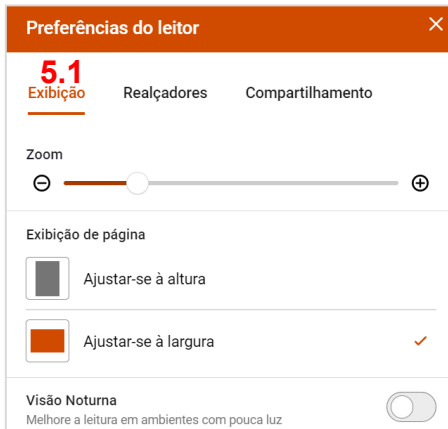 Preferências do leitor
5.1
Exibição Realçadores Compartilhamento
Zoom
Exibição de página
Ajustar-se à altura
Ajustar-se à largura
Visão Noturna
Melhore a leitura em ambientes com pouca luz